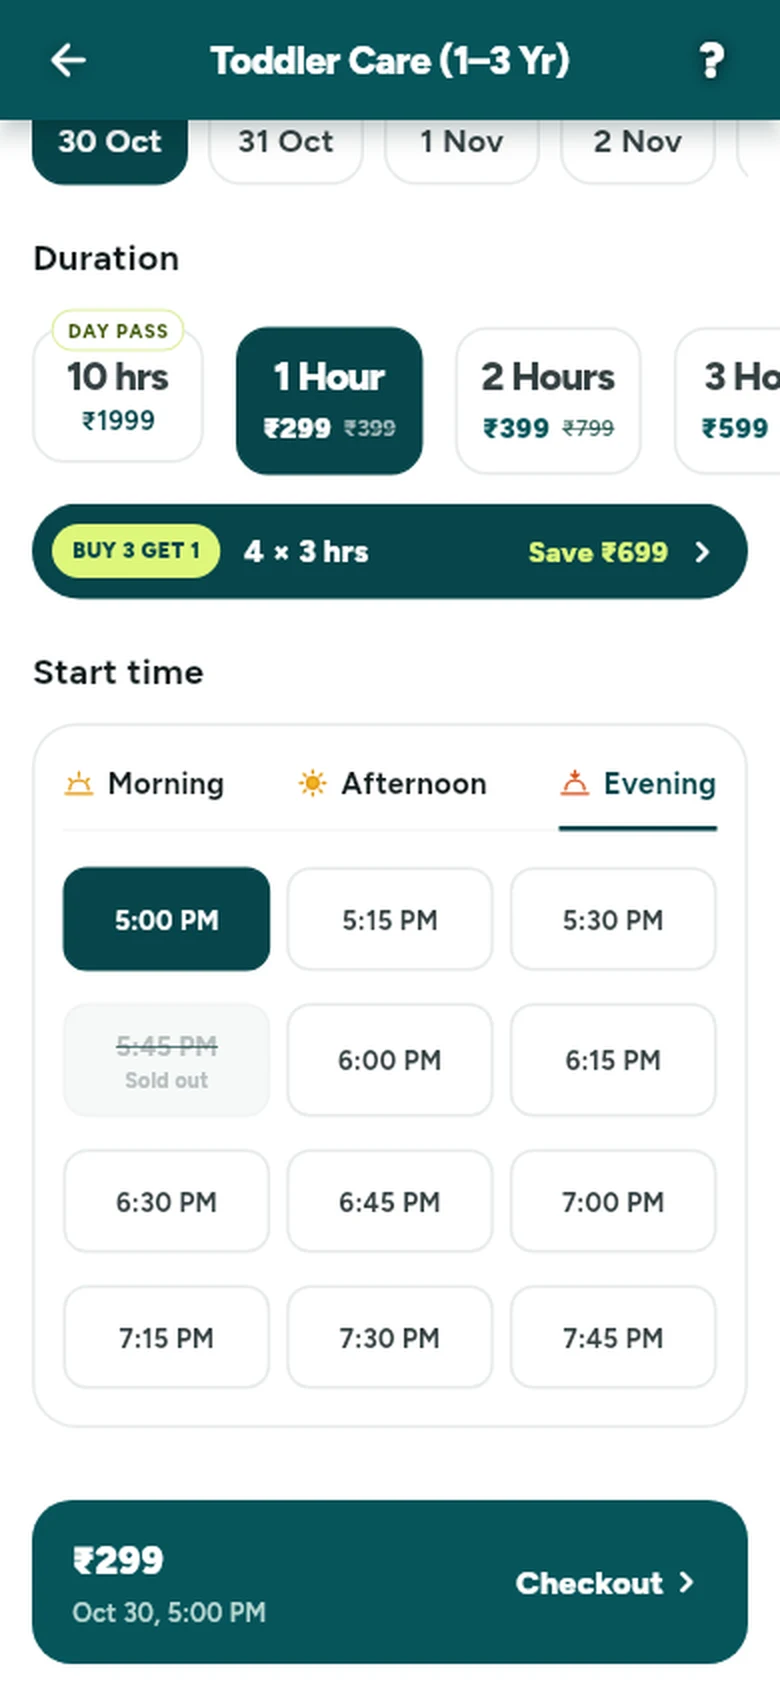 Toddler Care (1–3 Yr) ?
30 Oct 31 Oct 1 Nov 2 Nov
Duration
DAY PASS
10 hrs 1 Hour 2 Hours 3 Ho
₹1999 ₹299 ₹399 ₹399 ₹799 ₹599
BUY 3 GET 1 4 × 3 hrs Save ₹699
Start time
Morning Afternoon Evening
5:00 PM 5:15 PM 5:30 PM
5:45 PM
Sold out
6:00 PM 6:15 PM
6:30 PM 6:45 PM 7:00 PM
7:15 PM 7:30 PM 7:45 PM
₹299
Oct 30, 5:00 PM
Checkout